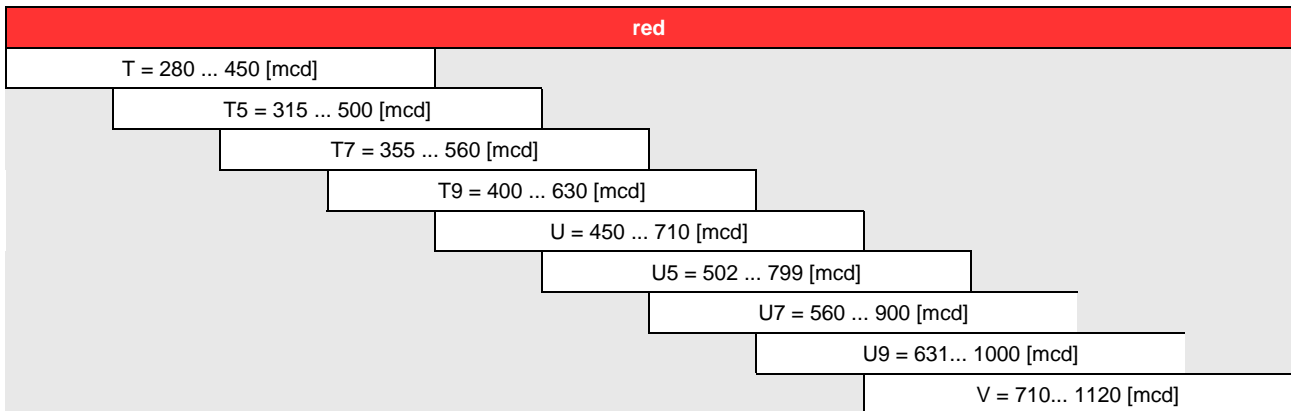 red
T = 280 ... 450 [mcd]
T5 = 315 ... 500 [mcd]
T7 = 355 ... 560 [mcd]
T9 = 400 ... 630 [mcd]
U = 450 ... 710 [mcd]
U5 = 502 ... 799 [mcd]
U7 = 560 ... 900 [mcd]
U9 = 631... 1000 [mcd]
V = 710... 1120 [mcd]